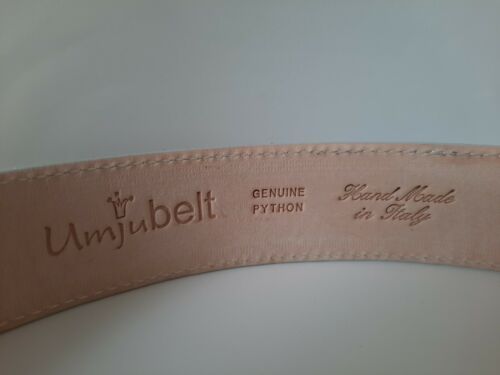 Umjubelt
GENUINE
PYTHON
Hand Made
in Italy